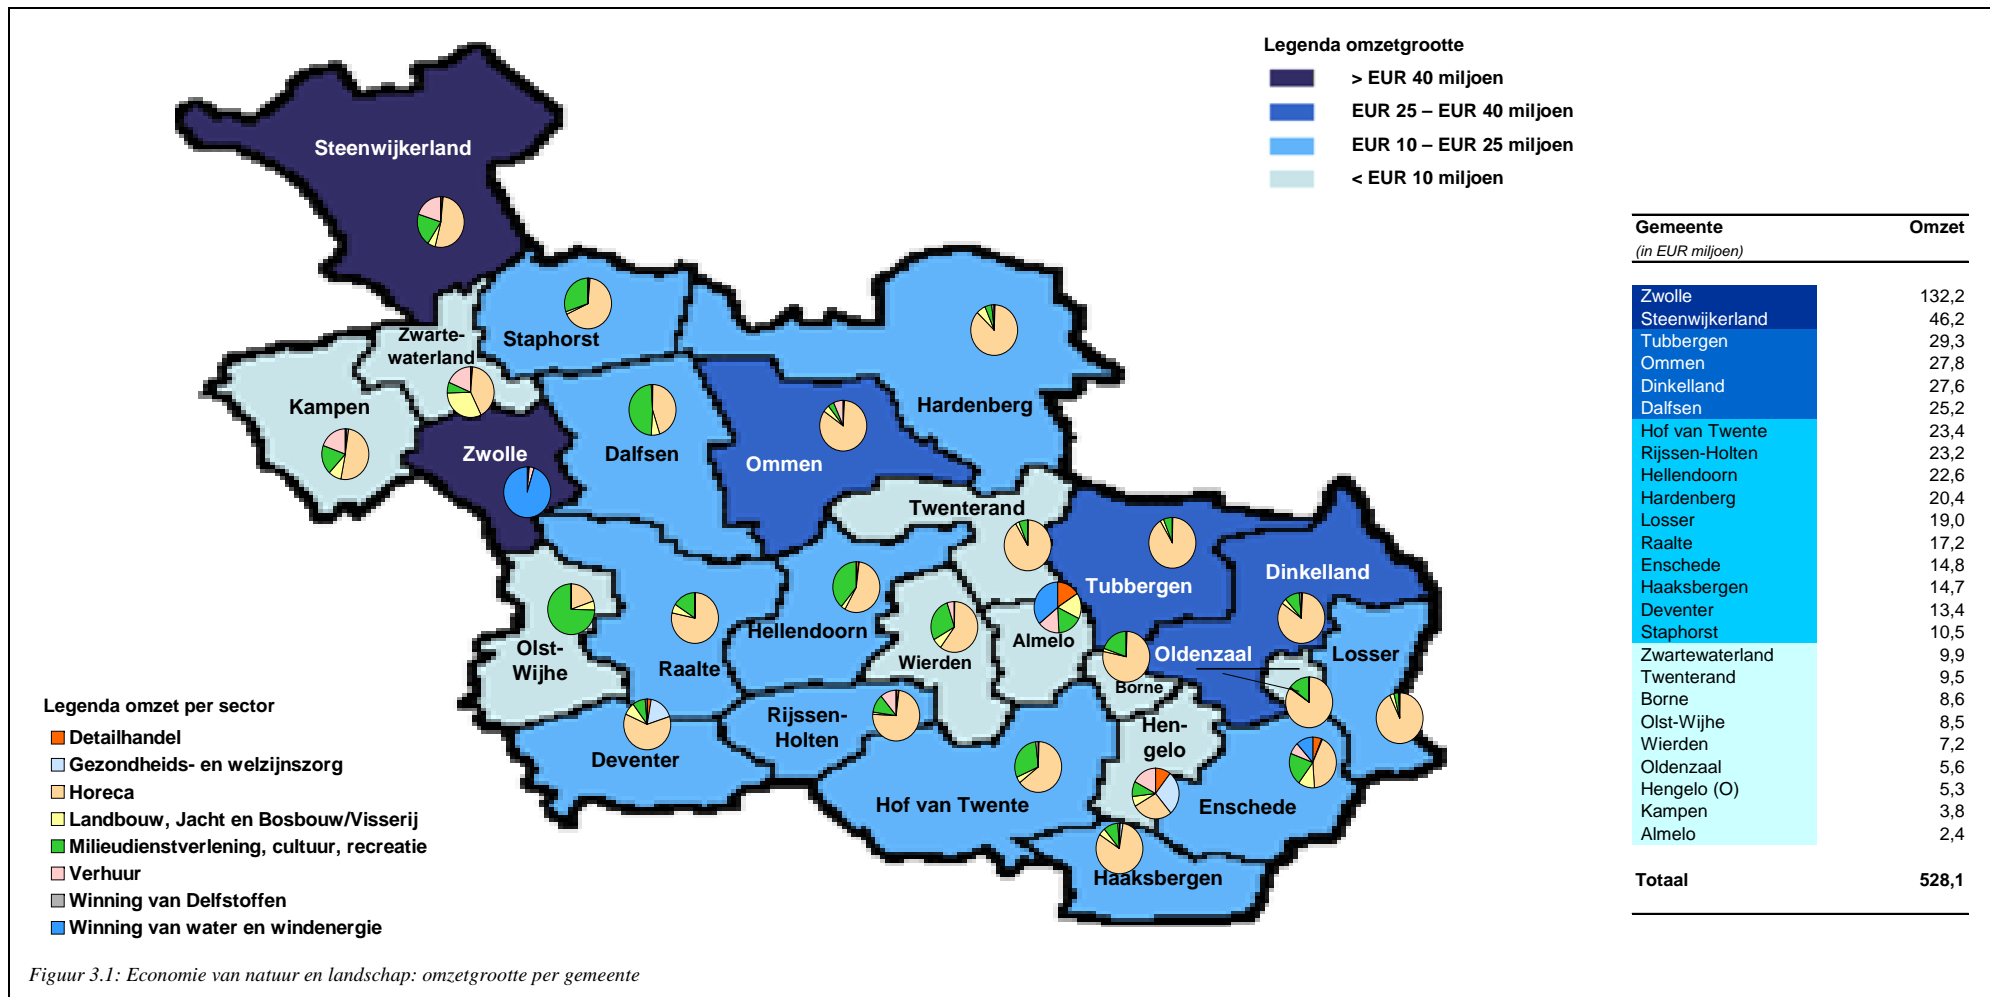 Legenda omzetgrootte
> EUR 40 miljoen
EUR 25 – EUR 40 miljoen
EUR 10 – EUR 25 miljoen
< EUR 10 miljoen
Steenwijkerland
Zwarte-
waterland
Staphorst
Kampen
Zwolle
Dalfsen
Ommen
Hardenberg
Twenterand
Tubbergen
Dinkelland
Olst-
Wijhe
Raalte
Hellendoorn
Wierden
Almelo
Borne
Oldenzaal
Losser
Deventer
Rijssen-
Holten
Hof van Twente
Hen-
gelo
Enschede
Haaksbergen
Legenda omzet per sector
Detailhandel
Gezondheids- en welzijnszorg
Horeca
Landbouw, Jacht en Bosbouw/Visserij
Milieudienstverlening, cultuur, recreatie
Verhuur
Winning van Delfstoffen
Winning van water en windenergie
Gemeente Omzet
(in EUR miljoen)
Zwolle 132,2
Steenwijkerland 46,2
Tubbergen 29,3
Ommen 27,8
Dinkelland 27,6
Dalfsen 25,2
Hof van Twente 23,4
Rijssen-Holten 23,2
Hellendoorn 22,6
Hardenberg 20,4
Losser 19,0
Raalte 17,2
Enschede 14,8
Haaksbergen 14,7
Deventer 13,4
Staphorst 10,5
Zwartewaterland 9,9
Twenterand 9,5
Borne 8,6
Olst-Wijhe 8,5
Wierden 7,2
Oldenzaal 5,6
Hengelo (O) 5,3
Kampen 3,8
Almelo 2,4
Totaal 528,1
Figuur 3.1: Economie van natuur en landschap: omzetgrootte per gemeente